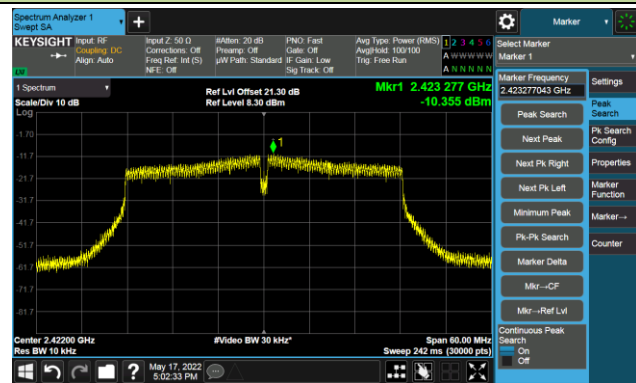 Spectrum Analyzer 1
Swept SA
+
Marker
KEYSIGHT
Input: RF
Coupling: DC
Align: Auto
Input Z: 50 Ω
Corrections: Off
Freq Ref: Int (S)
NFE: Off
#Atten: 20 dB
Preamp: Off
µW Path: Standard
PNO: Fast
Gate: Off
IF Gain: Low
Sig Track: Off
Avg Type: Power (RMS)
Avg|Hold: 100/100
Trig: Free Run
1 2 3 4 5 6
A W W W W W
A N N N N N
Select Marker
Marker 1
1 Spectrum
Scale/Div 10 dB
Log
Ref Lvl Offset 21.30 dB
Ref Level 8.30 dBm
Mkr1 2.423 277 GHz
-10.355 dBm
1
-1.70
-11.7
-21.7
-31.7
-41.7
-51.7
-61.7
-71.7
-81.7
Center 2.42200 GHz
Res BW 10 kHz
#Video BW 30 kHz*
Span 60.00 MHz
Sweep 242 ms (30000 pts)
Marker Frequency
2.423277043 GHz
Peak Search
Next Peak
Next Pk Right
Next Pk Left
Minimum Peak
Pk-Pk Search
Marker Delta
Mkr→CF
Mkr→Ref Lvl
Continuous Peak
Search
On
Off
Settings
Peak
Search
Pk Search
Config
Properties
Marker
Function
Marker→
Counter
?
May 17, 2022
5:02:33 PM